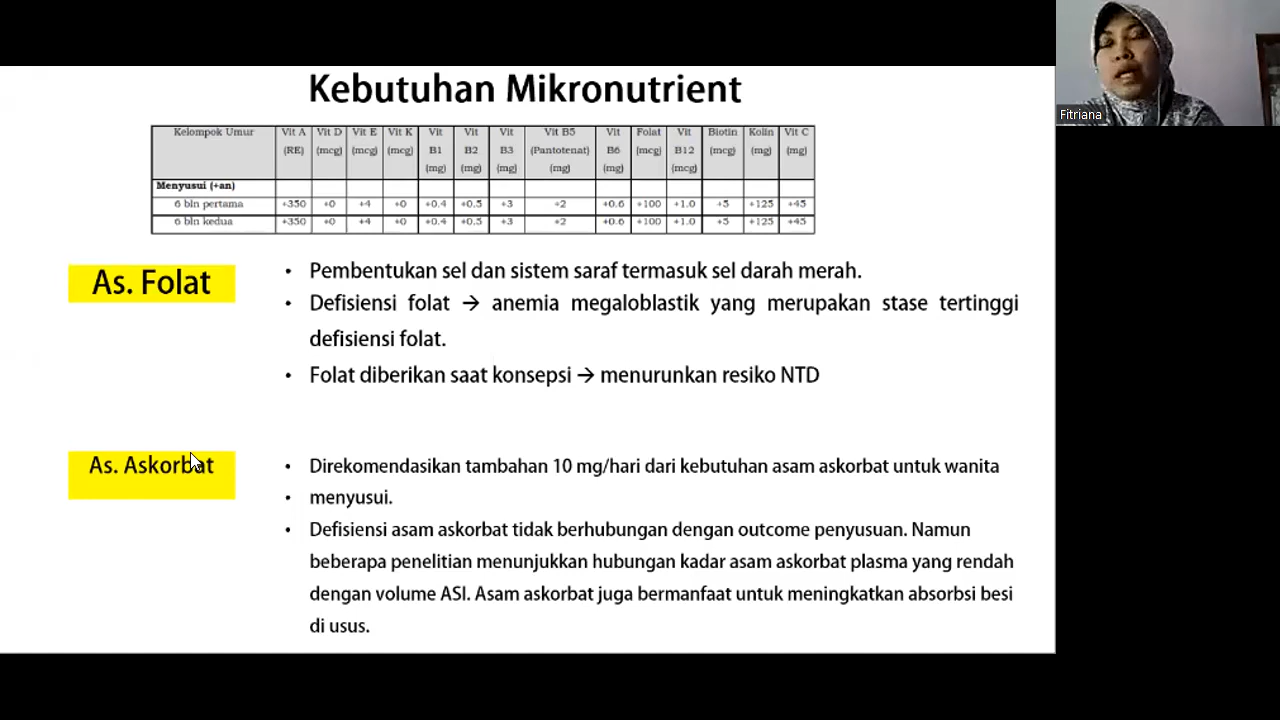 Kebutuhan Mikronutrient
Fitriana
Kelompok Umur Vit A (RE) Vit D (mcg) Vit E (mcg) Vit K (mcg) Vit B1 (mg) Vit B2 (mg) Vit B3 (mg) Vit B5 (Pantotenat) (mg) Vit B6 (mg) Folat (mcg) Vit B12 (mcg) Biotin (mcg) Kolin (mg) Vit C (mg)
Menyusui (+an)
6 bln pertama +350 +0 +4 +0 +0.4 +0.5 +3 +2 +0.6 +100 +1.0 +5 +125 +45
6 bln kedua +350 +0 +4 +0 +0.4 +0.5 +3 +2 +0.6 +100 +1.0 +5 +125 +45
As. Folat
• Pembentukan sel dan sistem saraf termasuk sel darah merah.
• Defisiensi folat → anemia megaloblastik yang merupakan stase tertinggi
defisiensi folat.
• Folat diberikan saat konsepsi → menurunkan resiko NTD
As. Askorbat
• Direkomendasikan tambahan 10 mg/hari dari kebutuhan asam askorbat untuk wanita
• menyusui.
• Defisiensi asam askorbat tidak berhubungan dengan outcome penyusuan. Namun
beberapa penelitian menunjukkan hubungan kadar asam askorbat plasma yang rendah
dengan volume ASI. Asam askorbat juga bermanfaat untuk meningkatkan absorbsi besi
di usus.